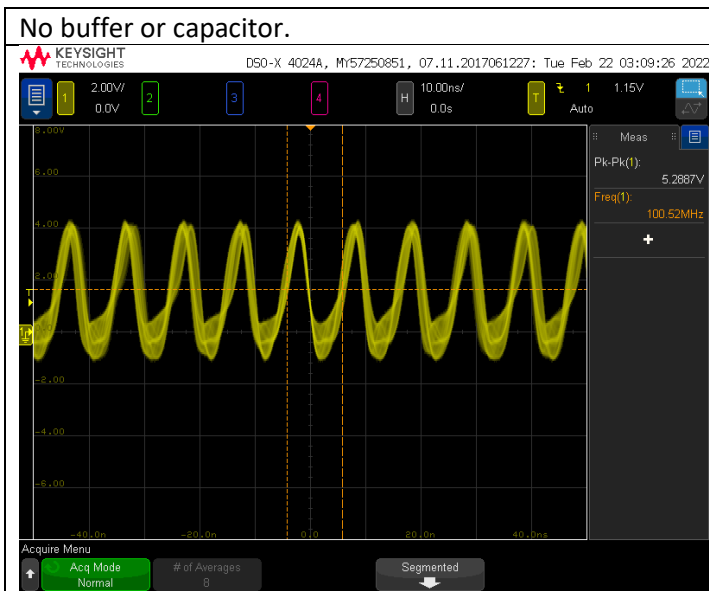 No buffer or capacitor.
KEYSIGHT
TECHNOLOGIES
DSO-X 4024A, MY57250851, 07.11.2017061227: Tue Feb 22 03:09:26 2022
1 2.00V/ 2 3 4 H 10.00ns/ T 1 1.15V
0.0V 0.0s Auto
8.00V
6.00
4.00
2.00
-2.00
-4.00
-6.00
-40.0n -20.0n 0.0 20.0n 40.0ns
Meas
Pk-Pk(1):
5.2887V
Freq(1):
100.52MHz
+
Acquire Menu
Acq Mode # of Averages Segmented
Normal 8